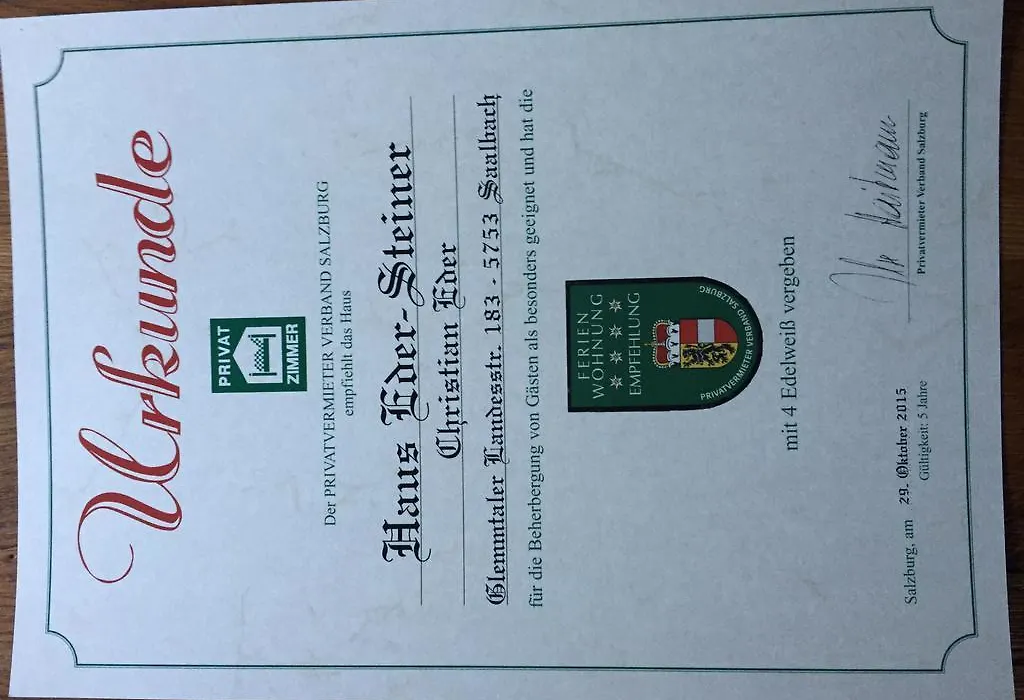 Urkunde
PRIVAT
ZIMMER
Der PRIVATVERMIETER VERBAND SALZBURG
empfiehlt das Haus
Haus Eder-Steiner
Christian Eder
Glemmtaler Landesstr. 183 - 5753 Saalbach
für die Beherbergung von Gästen als besonders geeignet und hat die
FERIEN
WOHNUNG
EMPFEHLUNG
PRIVATVERMIETER VERBAND SALZBURG
mit 4 Edelweiß vergeben
Salzburg, am 29. Oktober 2015
Gültigkeit: 5 Jahre
Privatvermieter Verband Salzburg